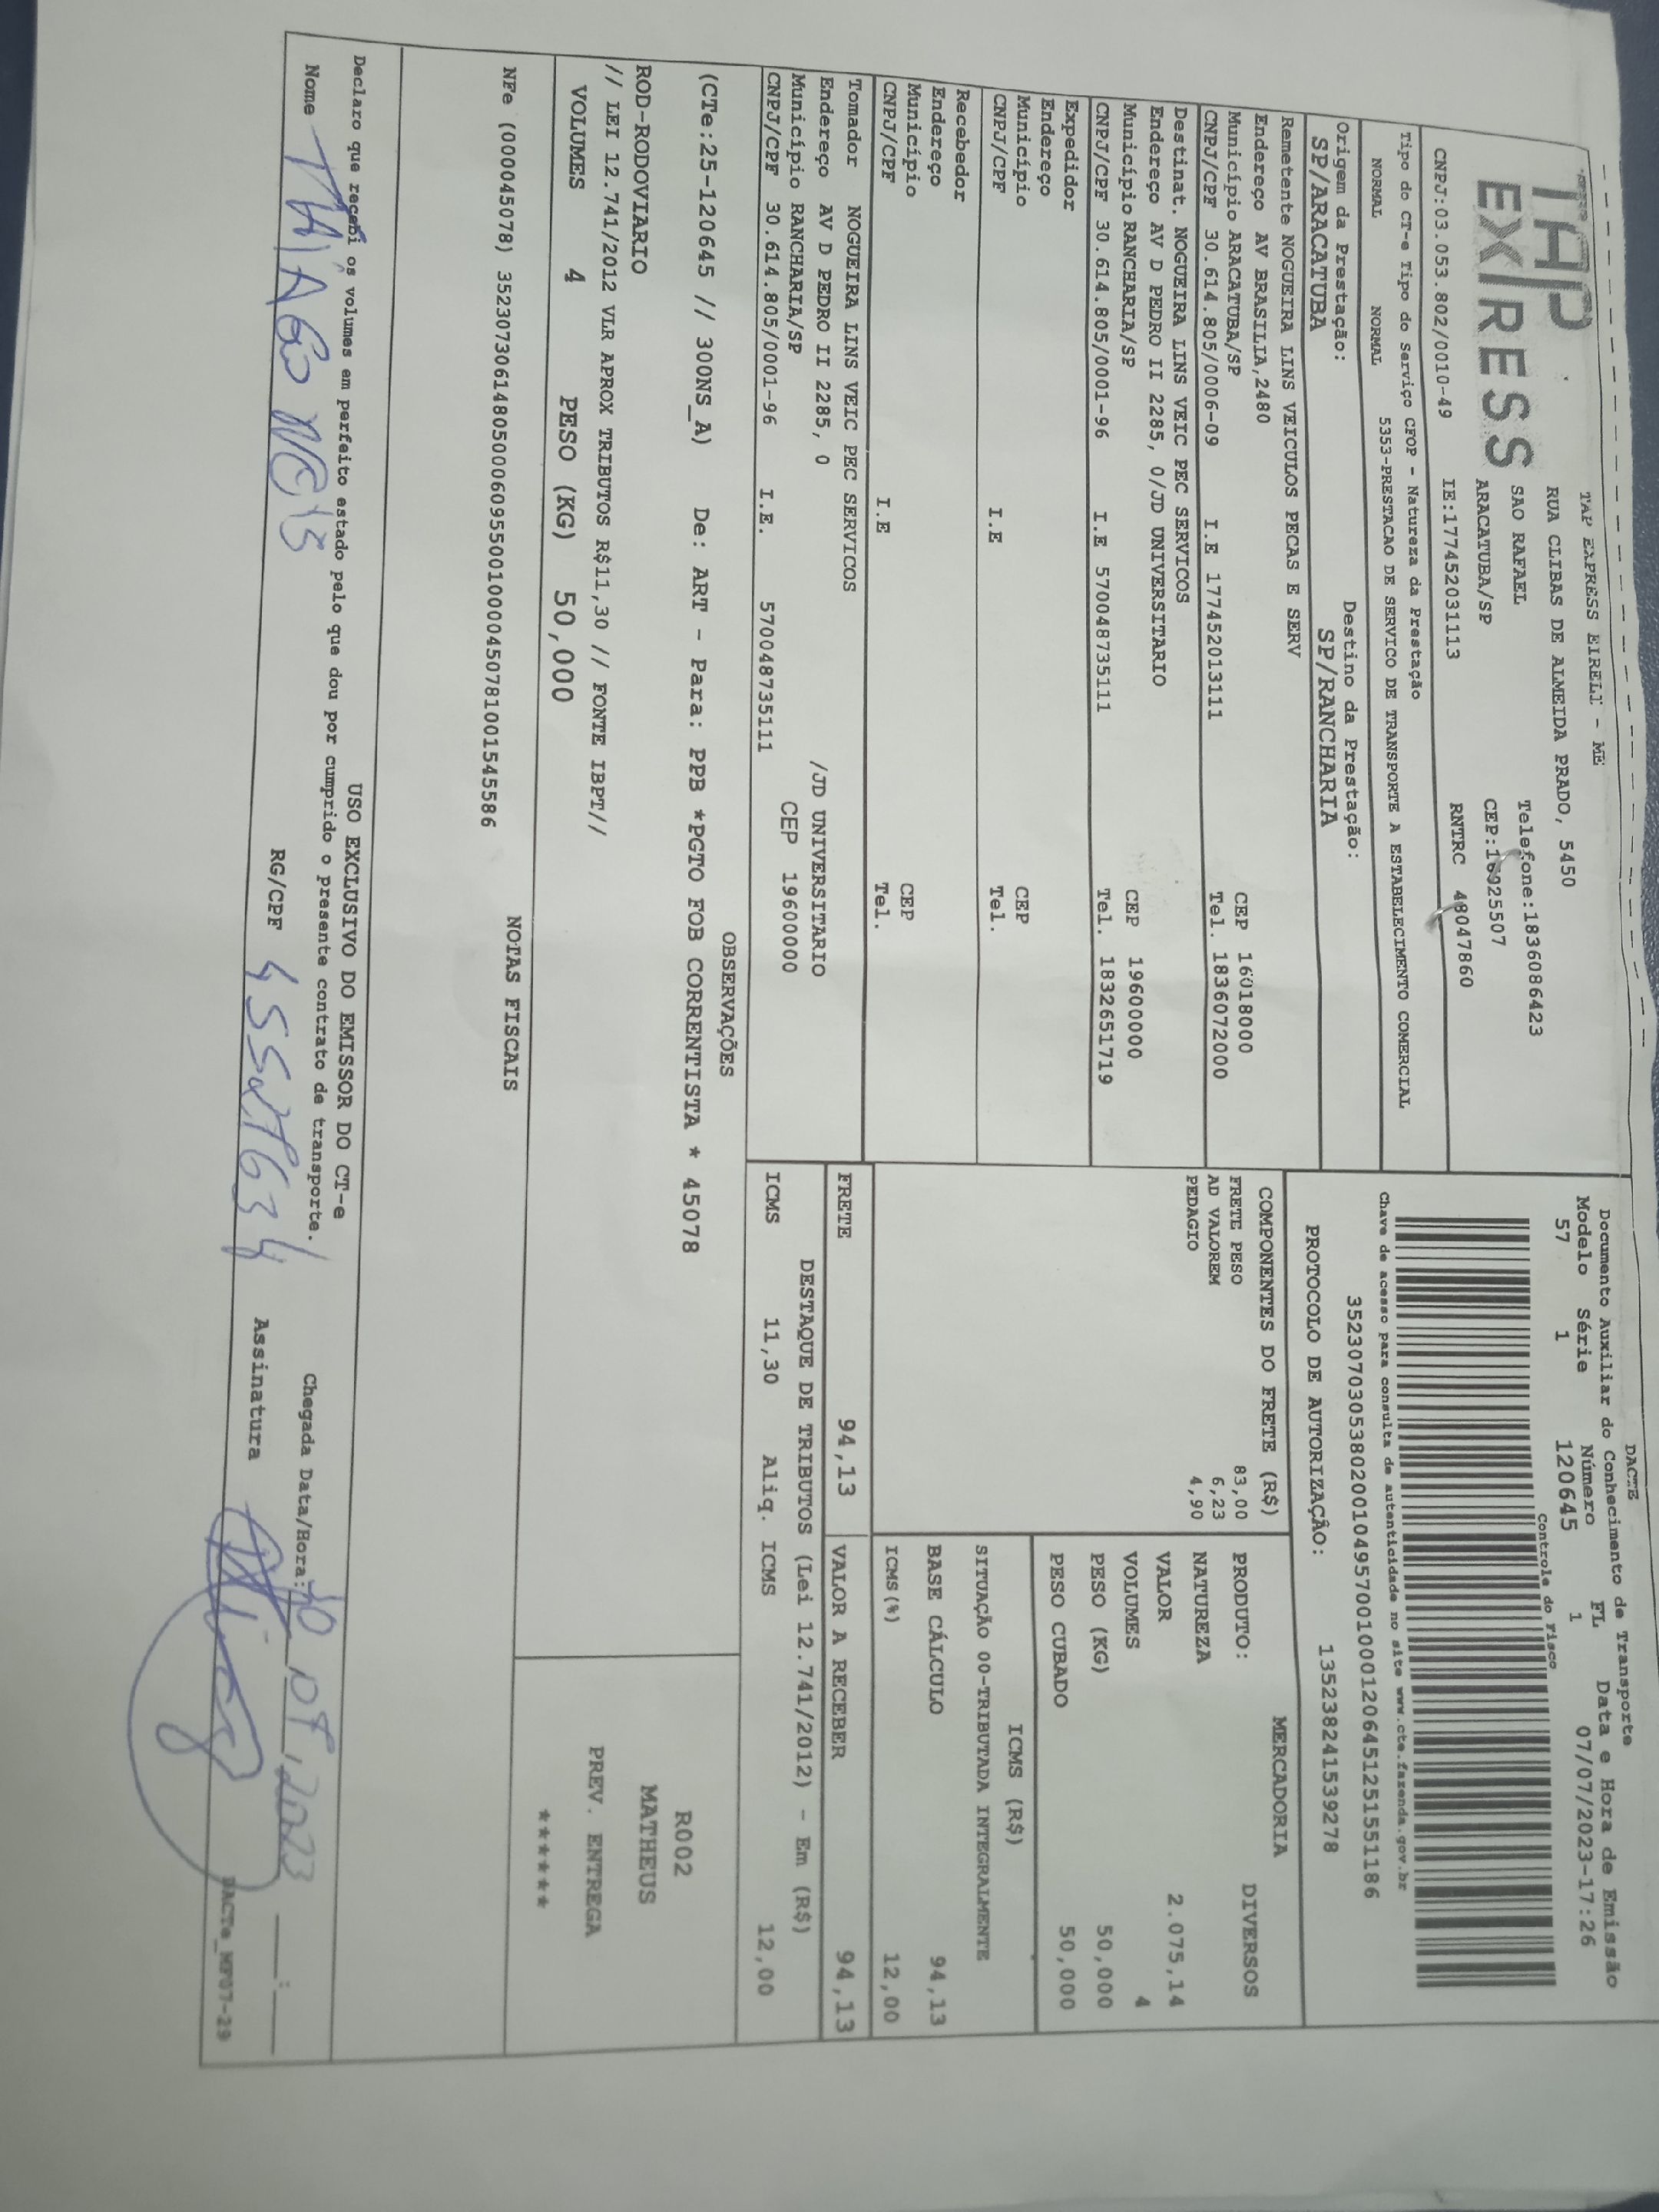 TAP EXPRESS
TAP EXPRESS EIRELI - ME
RUA CLIBAS DE ALMEIDA PRADO, 5450
SAO RAFAEL Telefone:1836086423
ARACATUBA/SP CEP:16025507
CNPJ:03.053.802/0010-49 IE:177452031113 RNTRC 48047860
Tipo do CT-e Tipo do Serviço CFOP - Natureza da Prestação
NORMAL NORMAL 5353-PRESTACAO DE SERVICO DE TRANSPORTE A ESTABELECIMENTO COMERCIAL
Origem da Prestação: Destino da Prestação:
SP/ARACATUBA SP/RANCHARIA
DACTE
Documento Auxiliar do Conhecimento de Transporte
Modelo Série Número FL Data e Hora de Emissão
57 1 120645 1 07/07/2023-17:26
Controle do Fisco
Chave de acesso para consulta de autenticidade no site www.cte.fazenda.gov.br
35230703053802001049570010001206451251551186
PROTOCOLO DE AUTORIZAÇÃO: 135238241539278
Remetente NOGUEIRA LINS VEICULOS PECAS E SERV
Endereço AV BRASILIA,2480
Município ARACATUBA/SP CEP 16018000
CNPJ/CPF 30.614.805/0006-09 I.E 177452013111 Tel. 1836072000
Destinat. NOGUEIRA LINS VEIC PEC SERVICOS
Endereço AV D PEDRO II 2285, 0/JD UNIVERSITARIO
Município RANCHARIA/SP CEP 19600000
CNPJ/CPF 30.614.805/0001-96 I.E 570048735111 Tel. 1832651719
Expedidor
Endereço
Município CEP
CNPJ/CPF I.E Tel.
Recebedor
Endereço
Município CEP
CNPJ/CPF I.E Tel.
Tomador NOGUEIRA LINS VEIC PEC SERVICOS
Endereço AV D PEDRO II 2285, 0 /JD UNIVERSITARIO
Município RANCHARIA/SP CEP 19600000
CNPJ/CPF 30.614.805/0001-96 I.E. 570048735111
COMPONENTES DO FRETE (R$)
FRETE PESO 83,00
AD VALOREM 6,23
PEDAGIO 4,90
MERCADORIA
PRODUTO: DIVERSOS
NATUREZA
VALOR 2.075,14
VOLUMES 4
PESO (KG) 50,000
PESO CUBADO 50,000
ICMS (R$)
SITUAÇÃO 00-TRIBUTADA INTEGRALMENTE
BASE CÁLCULO 94,13
ICMS(%) 12,00
FRETE 94,13 VALOR A RECEBER 94,13
DESTAQUE DE TRIBUTOS (Lei 12.741/2012) - Em (R$)
ICMS 11,30 Aliq. ICMS 12,00
OBSERVAÇÕES
(CTe:25-120645 // 300NS_A) De: ART - Para: PPB *PGTO FOB CORRENTISTA * 45078
ROD-RODOVIARIO
// LEI 12.741/2012 VLR APROX TRIBUTOS R$11,30 // FONTE IBPT//
VOLUMES 4 PESO (KG) 50,000
R002
MATHEUS
PREV. ENTREGA
*******
NOTAS FISCAIS
NFe (000045078) 35230730614805000609550010000450781001545586
USO EXCLUSIVO DO EMISSOR DO CT-e
Declaro que recebi os volumes em perfeito estado pelo que dou por cumprido o presente contrato de transporte.
Chegada Data/Hora: 10 07, 2023 __:__
Nome THIAGO RG/CPF Assinatura
DACTe_MF07-29